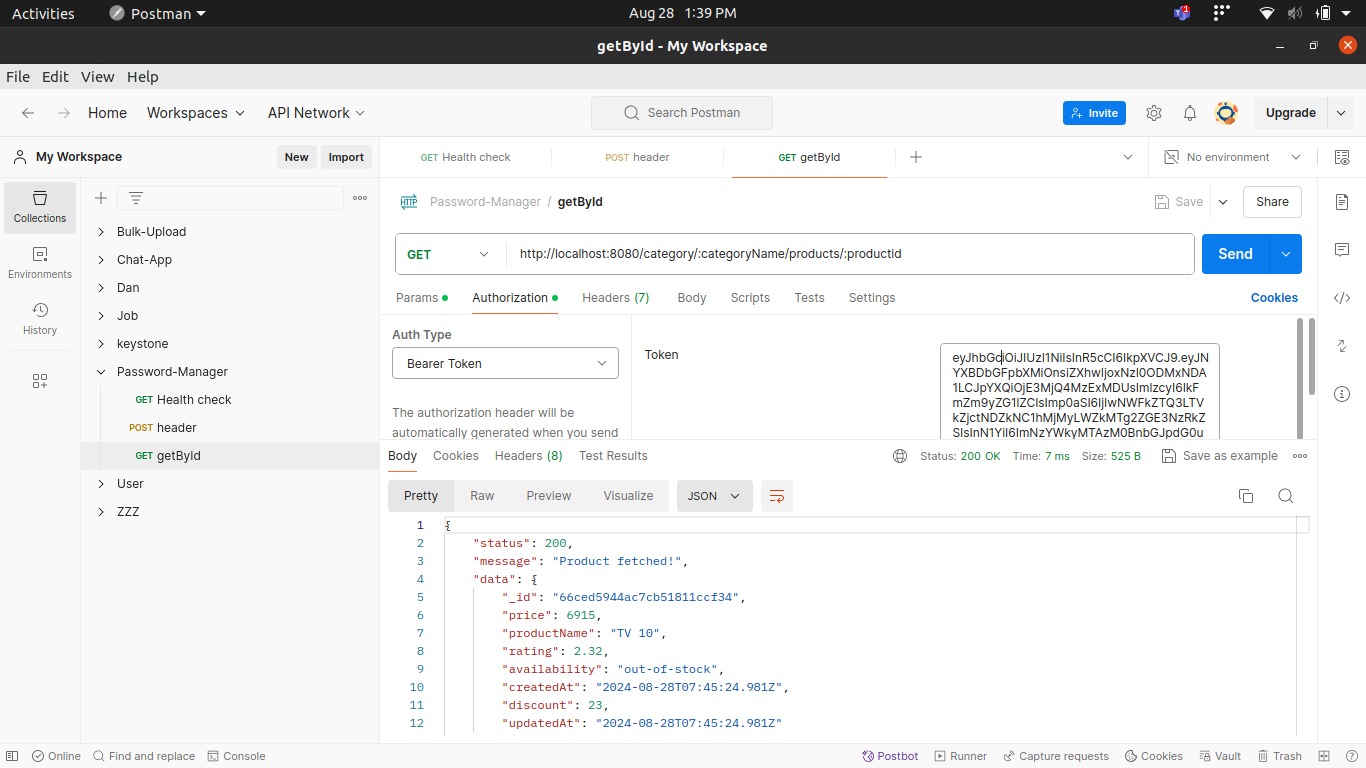 Activities Postman Aug 28 1:39 PM 1
getById - My Workspace
File Edit View Help
Home Workspaces API Network Search Postman Invite Upgrade
My Workspace New Import GET Health check POST header GET getById No environment
Collections
HTTP Password-Manager / getById Save Share
Bulk-Upload
Chat-App
Environments
GET http://localhost:8080/category/:categoryName/products/:productid Send
Dan
Params Authorization Headers (7) Body Scripts Tests Settings Cookies
Job
History
keystone
Auth Type
Bearer Token
Token
Password-Manager
GET Health check
The authorization header will be
automatically generated when you send
POST header
GET getById
User
ZZZ
Body Cookies Headers (8) Test Results Status: 200 OK Time: 7 ms Size: 525 B Save as example
Pretty Raw Preview Visualize JSON
1 {
2 "status": 200,
3 "message": "Product fetched!",
4 "data": {
5 "_id": "66ced5944ac7cb51811ccf34",
6 "price": 6915,
7 "productName": "TV 10",
8 "rating": 2.32,
9 "availability": "out-of-stock",
10 "createdAt": "2024-08-28T07:45:24.981Z",
11 "discount": 23,
12 "updatedAt": "2024-08-28T07:45:24.981Z"
Online Find and replace Console Postbot Runner Capture requests Cookies Vault Trash